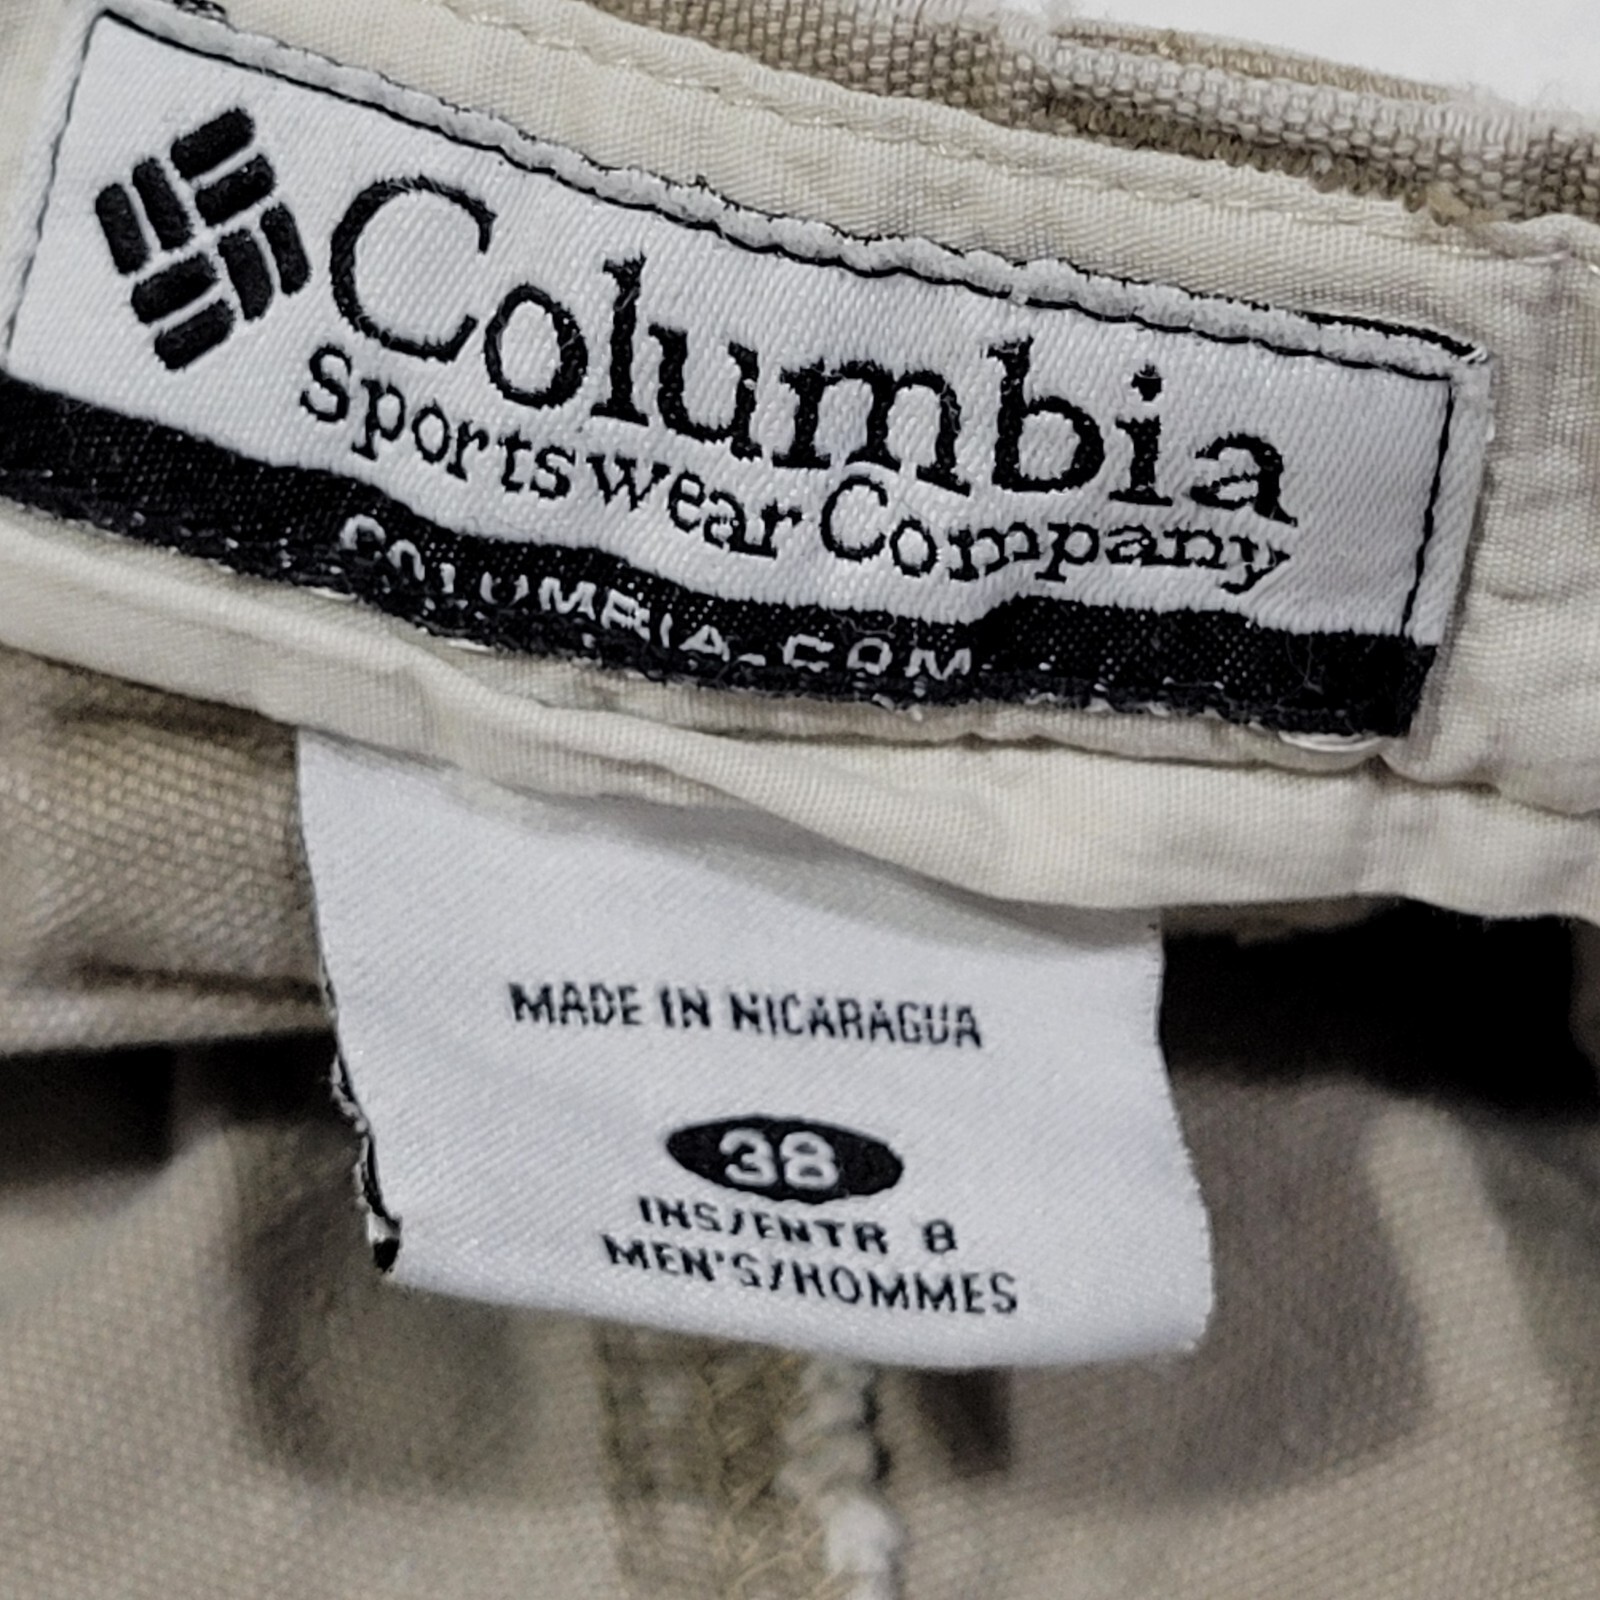 Columbia
Sportswear Company
COLUMBIA.COM
MADE IN NICARAGUA
38
INS/ENTR 8
MEN'S/HOMMES